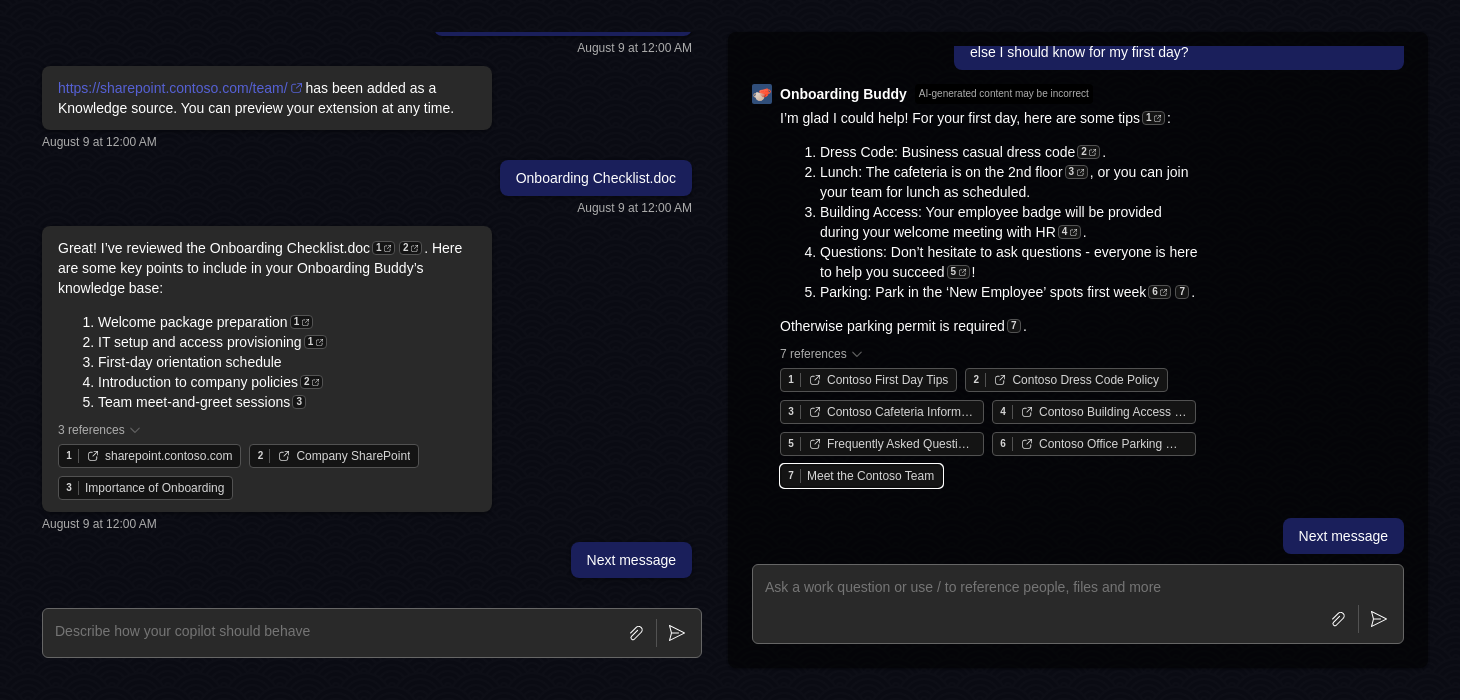 August 9 at 12:00 AM
https://sharepoint.contoso.com/team/ has been added as a
Knowledge source. You can preview your extension at any time.
August 9 at 12:00 AM
Onboarding Checklist.doc
August 9 at 12:00 AM
Great! I’ve reviewed the Onboarding Checklist.doc 1 2 . Here
are some key points to include in your Onboarding Buddy’s
knowledge base:
1. Welcome package preparation 1
2. IT setup and access provisioning 1
3. First-day orientation schedule
4. Introduction to company policies 2
5. Team meet-and-greet sessions 3
3 references
1 sharepoint.contoso.com 2 Company SharePoint
3 Importance of Onboarding
August 9 at 12:00 AM
Next message
Describe how your copilot should behave
else I should know for my first day?
Onboarding Buddy AI-generated content may be incorrect
I’m glad I could help! For your first day, here are some tips 1 :
1. Dress Code: Business casual dress code 2 .
2. Lunch: The cafeteria is on the 2nd floor 3 , or you can join
your team for lunch as scheduled.
3. Building Access: Your employee badge will be provided
during your welcome meeting with HR 4 .
4. Questions: Don’t hesitate to ask questions - everyone is here
to help you succeed 5 !
5. Parking: Park in the ‘New Employee’ spots first week 6 7 .
Otherwise parking permit is required 7 .
7 references
1 Contoso First Day Tips 2 Contoso Dress Code Policy
3 Contoso Cafeteria Inform… 4 Contoso Building Access …
5 Frequently Asked Questi… 6 Contoso Office Parking …
7 Meet the Contoso Team
Next message
Ask a work question or use / to reference people, files and more